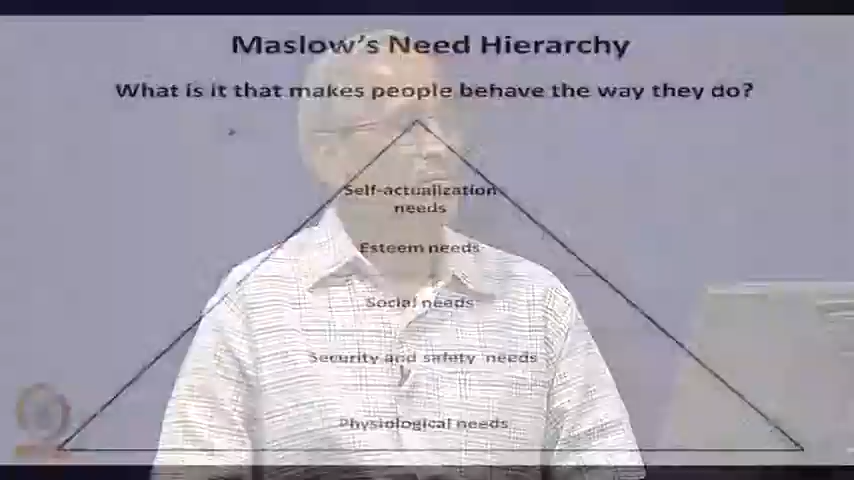 Maslow's Need Hierarchy
What is it that makes people behave the way they do?
Self-actualization
needs
Esteem needs
Social needs
Security and safety needs
Physiological needs